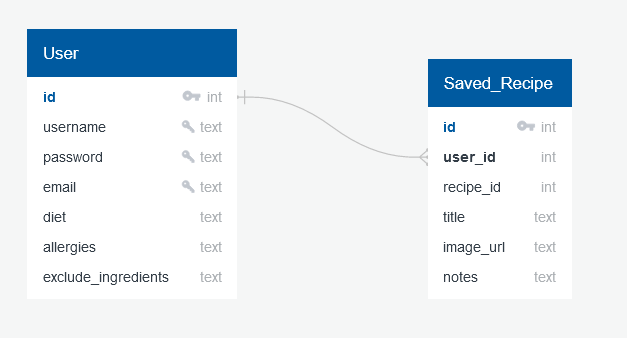 User
id int
username text
password text
email text
diet text
allergies text
exclude_ingredients text
Saved_Recipe
id int
user_id int
recipe_id int
title text
image_url text
notes text